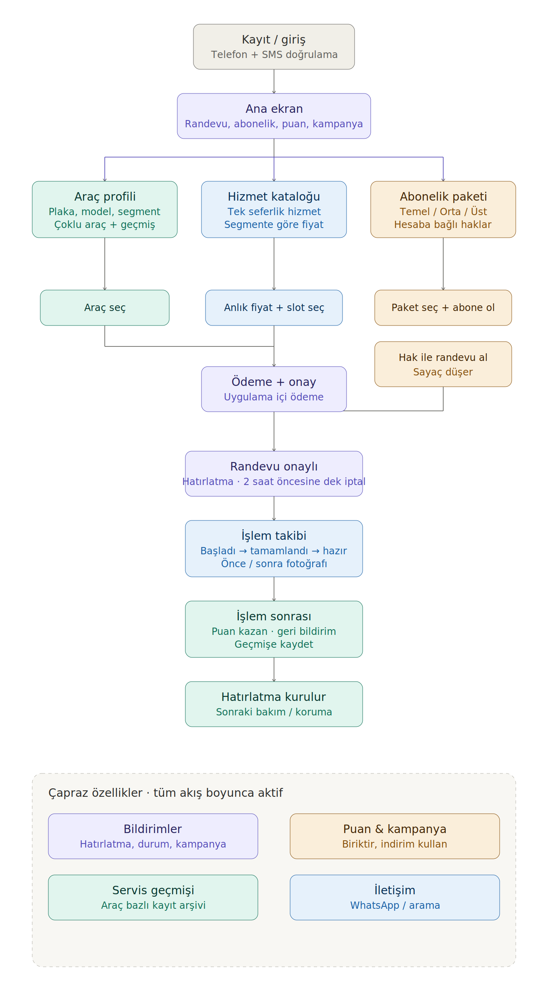 Kayıt / giriş
Telefon + SMS doğrulama
Ana ekran
Randevu, abonelik, puan, kampanya
Araç profili
Plaka, model, segment
Çoklu araç + geçmiş
Hizmet kataloğu
Tek seferlik hizmet
Segmente göre fiyat
Abonelik paketi
Temel / Orta / Üst
Hesaba bağlı haklar
Araç seç
Anlık fiyat + slot seç
Paket seç + abone ol
Hak ile randevu al
Sayaç düşer
Ödeme + onay
Uygulama içi ödeme
Randevu onaylı
Hatırlatma · 2 saat öncesine dek iptal
İşlem takibi
Başladı → tamamlandı → hazır
Önce / sonra fotoğrafı
İşlem sonrası
Puan kazan · geri bildirim
Geçmişe kaydet
Hatırlatma kurulur
Sonraki bakım / koruma
Çapraz özellikler · tüm akış boyunca aktif
Bildirimler
Hatırlatma, durum, kampanya
Puan & kampanya
Biriktir, indirim kullan
Servis geçmişi
Araç bazlı kayıt arşivi
İletişim
WhatsApp / arama